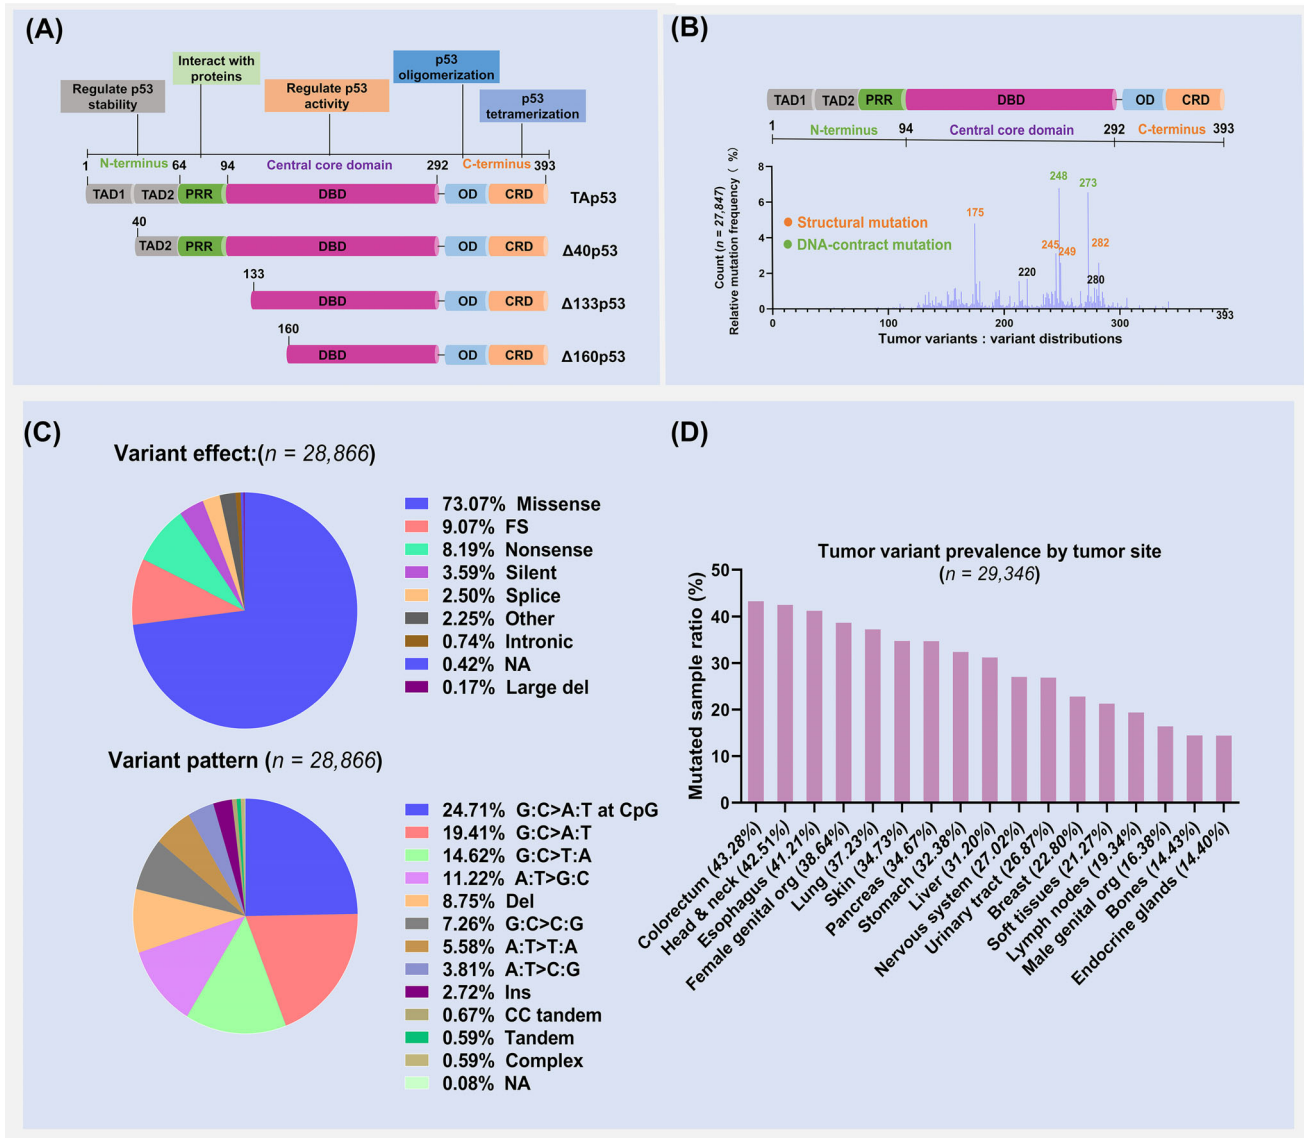 (A)
Regulate p53
stability
Interact with
proteins
Regulate p53
activity
p53
oligomerization
p53
tetramerization
N-terminus
Central core domain
C-terminus
1
64
94
292
393
TAD1 TAD2 PRR DBD OD CRD TAp53
40
TAD2 PRR DBD OD CRD Δ40p53
133
DBD OD CRD Δ133p53
160
DBD OD CRD Δ160p53
(B)
TAD1 TAD2 PRR DBD OD CRD
1 N-terminus 94 Central core domain 292 C-terminus 393
Count (n = 27,847)
Relative mutation frequency ( %)
8
6
4
2
0
Structural mutation
DNA-contract mutation
175
220
245
248
249
273
280
282
0 100 200 300 393
Tumor variants : variant distributions
(C)
Variant effect:(n = 28,866)
73.07% Missense
9.07% FS
8.19% Nonsense
3.59% Silent
2.50% Splice
2.25% Other
0.74% Intronic
0.42% NA
0.17% Large del
Variant pattern (n = 28,866)
24.71% G:C>A:T at CpG
19.41% G:C>A:T
14.62% G:C>T:A
11.22% A:T>G:C
8.75% Del
7.26% G:C>C:G
5.58% A:T>T:A
3.81% A:T>C:G
2.72% Ins
0.67% CC tandem
0.59% Tandem
0.59% Complex
0.08% NA
(D)
Tumor variant prevalence by tumor site
(n = 29,346)
Mutated sample ratio (%)
50
40
30
20
10
0
Colorectum (43.28%)
Head & neck (42.51%)
Esophagus (41.21%)
Female genital org (38.64%)
Lung (37.23%)
Skin (34.73%)
Pancreas (34.67%)
Stomach (32.38%)
Liver (31.20%)
Nervous system (27.02%)
Urinary tract (26.87%)
Breast (22.80%)
Soft tissues (21.27%)
Lymph nodes (19.34%)
Male genital org (16.38%)
Bones (14.43%)
Endocrine glands (14.40%)